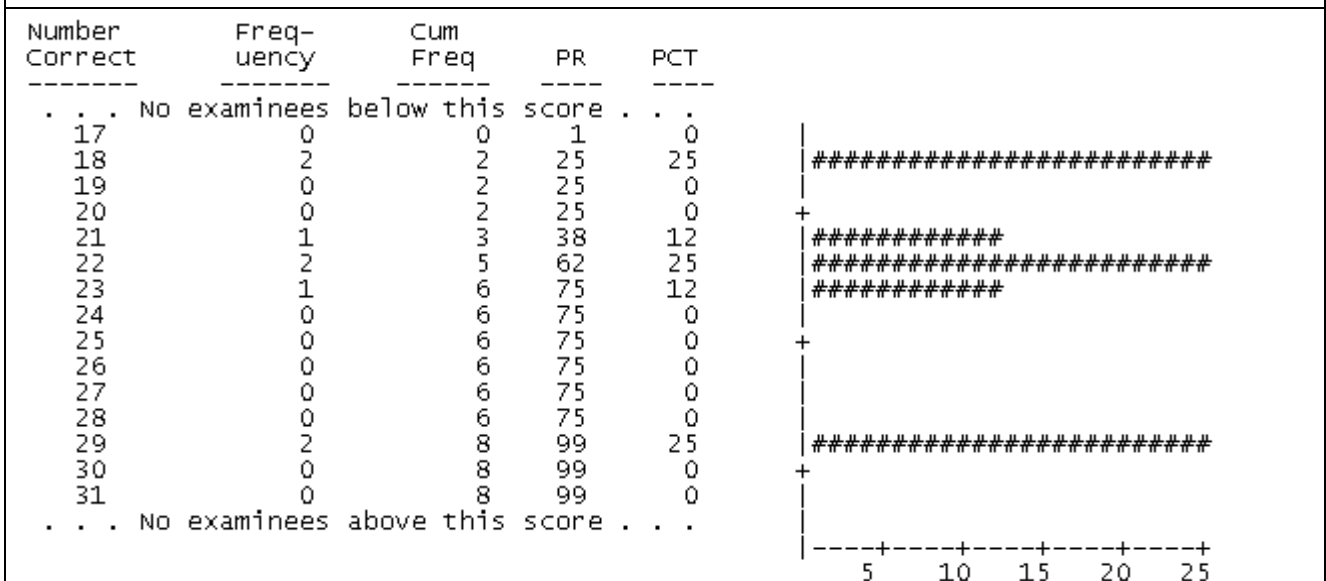 Number Freq- Cum
Correct uency Freq PR PCT
------- ------- ------ ---- ----
. . . No examinees below this score . . .
17 0 0 1 0 |
18 2 2 25 25 |#########################
19 0 2 25 0 |
20 0 2 25 0 +
21 1 3 38 12 |############
22 2 5 62 25 |#########################
23 1 6 75 12 |############
24 0 6 75 0 |
25 0 6 75 0 +
26 0 6 75 0 |
27 0 6 75 0 |
28 0 6 75 0 |
29 2 8 99 25 |#########################
30 0 8 99 0 +
31 0 8 99 0 |
. . . No examinees above this score . . . |
|----+----+----+----+----+
5 10 15 20 25